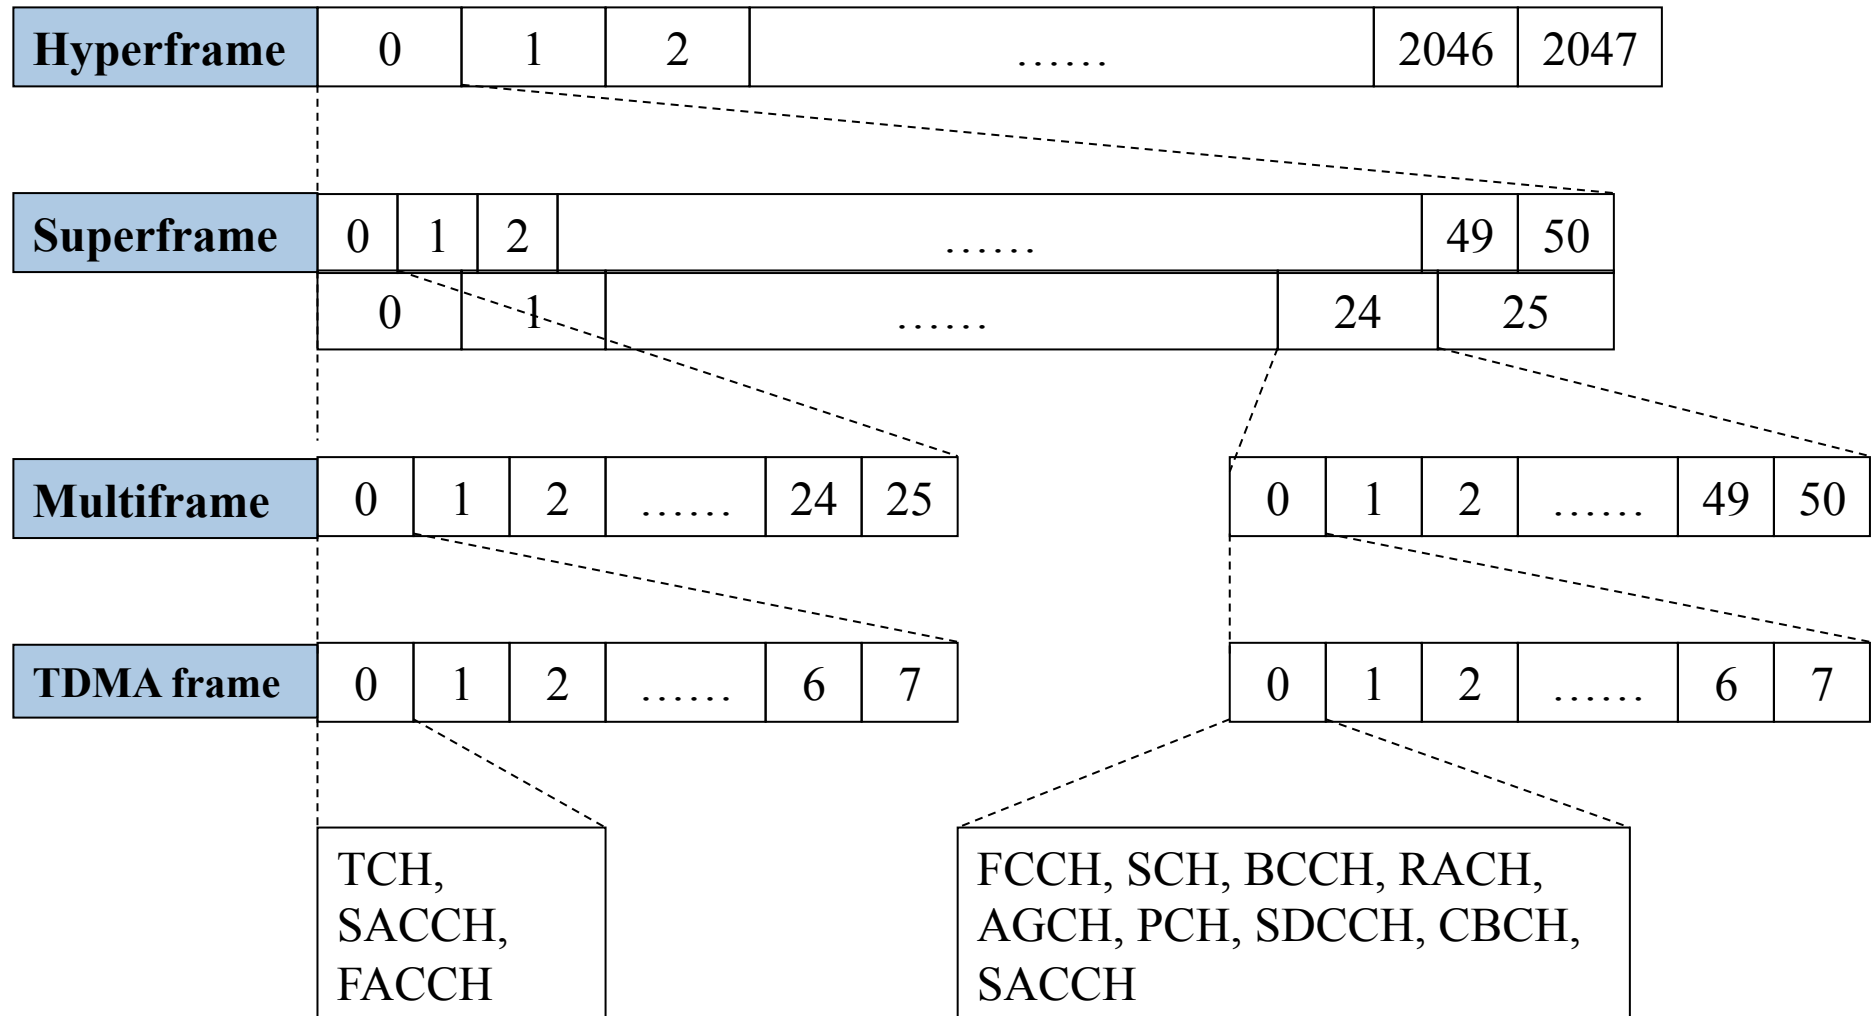 Hyperframe 0 1 2 …… 2046 2047
Superframe 0 1 2 …… 49 50
0 1 …… 24 25
Multiframe 0 1 2 …… 24 25 0 1 2 …… 49 50
TDMA frame 0 1 2 …… 6 7 0 1 2 …… 6 7
TCH,
SACCH,
FACCH
FCCH, SCH, BCCH, RACH,
AGCH, PCH, SDCCH, CBCH,
SACCH